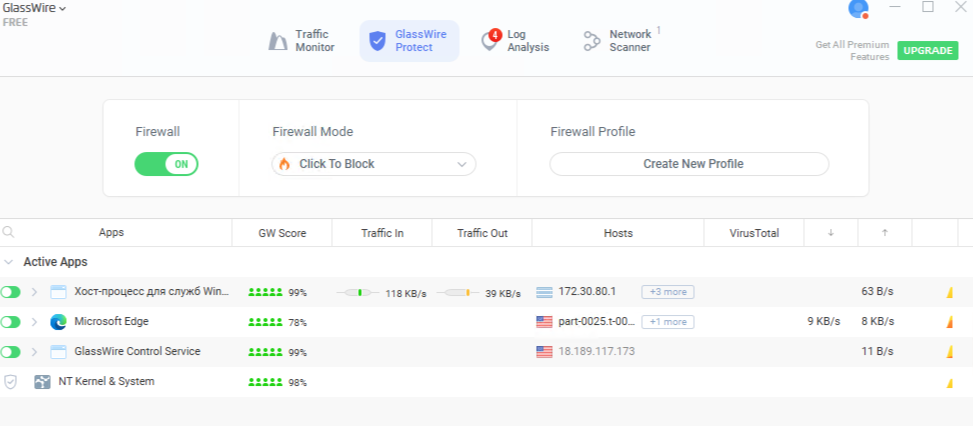 GlassWire
FREE
Traffic Monitor
GlassWire Protect
4
Log Analysis
Network Scanner 1
Get All Premium Features
UPGRADE
Firewall
Firewall Mode
Firewall Profile
ON
Click To Block
Create New Profile
Apps GW Score Traffic In Traffic Out Hosts VirusTotal ↓ ↑
Active Apps
Хост-процесс для служб Win... 99% 118 KB/s 39 KB/s 172.30.80.1 +3 more 63 B/s
Microsoft Edge 78% part-0025.t-00... +1 more 9 KB/s 8 KB/s
GlassWire Control Service 99% 18.189.117.173 11 B/s
NT Kernel & System 98%